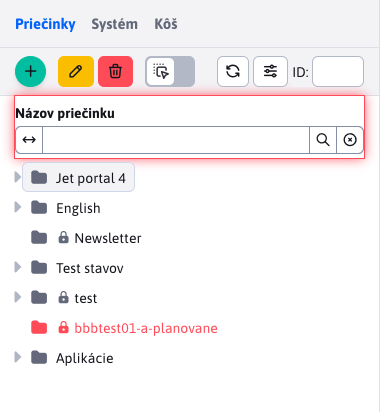 Priečinky Systém Kôš
ID:
Názov priečinku
Jet portal 4
English
Newsletter
Test stavov
test
bbbtest01-a-planovane
Aplikácie